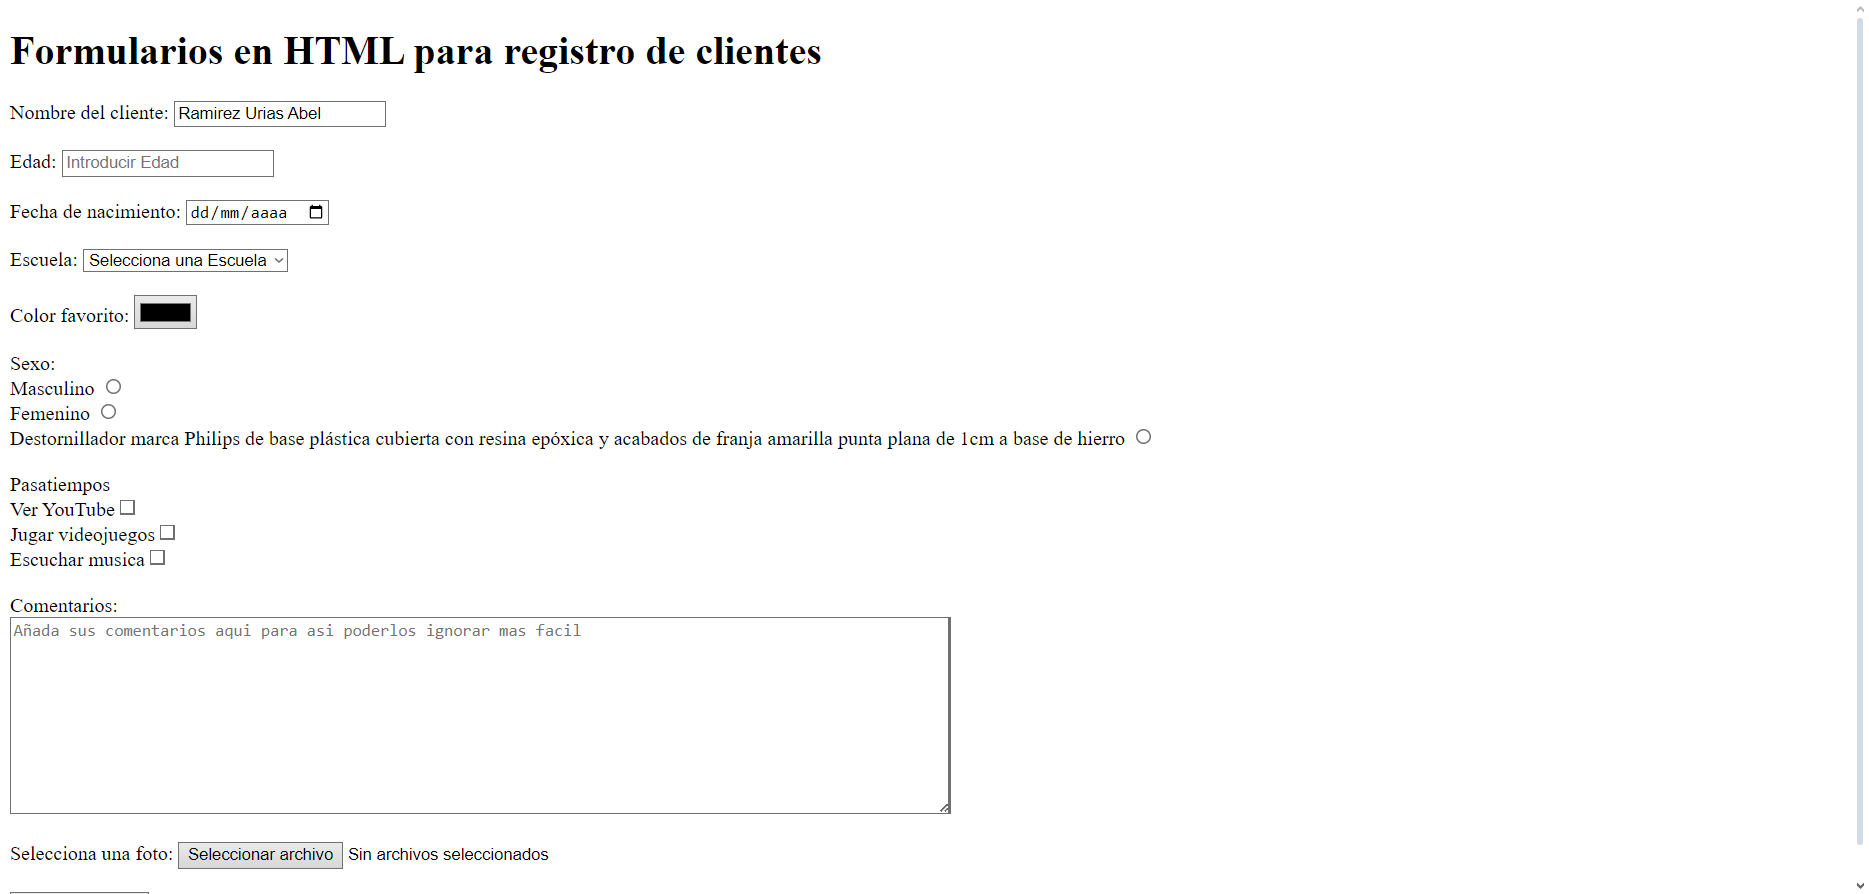 Formularios en HTML para registro de clientes
Nombre del cliente: Ramirez Urias Abel
Edad: Introducir Edad
Fecha de nacimiento: dd/mm/aaaa
Escuela: Selecciona una Escuela
Color favorito:
Sexo:
Masculino
Femenino
Destornillador marca Philips de base plástica cubierta con resina epóxica y acabados de franja amarilla punta plana de 1cm a base de hierro
Pasatiempos
Ver YouTube
Jugar videojuegos
Escuchar musica
Comentarios:
Añada sus comentarios aqui para asi poderlos ignorar mas facil
Selecciona una foto: Seleccionar archivo Sin archivos seleccionados